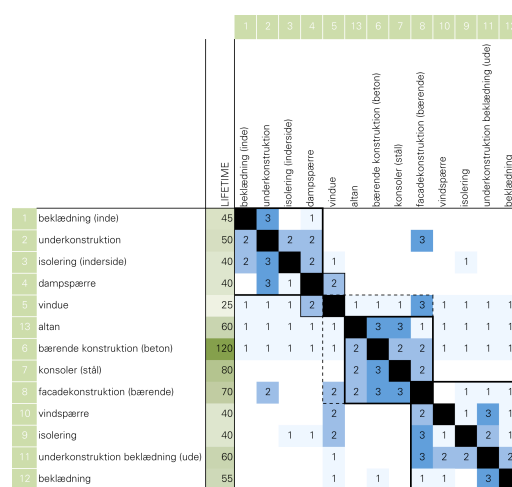 1 2 3 4 5 13 6 7 8 10 9 11 12
LIFETIME
beklædning (inde)
underkonstruktion
isolering (inderside)
dampspærre
vindue
altan
bærende konstruktion (beton)
konsoler (stål)
facadekonstruktion (bærende)
vindspærre
isolering
underkonstruktion beklædning (ude)
beklædning
1 beklædning (inde) 45 3 1
2 underkonstruktion 50 2 2 2 3
3 isolering (inderside) 40 2 3 2 1 1
4 dampspærre 40 3 1 2
5 vindue 25 1 1 1 2 1 1 1 3 1 1 1 1
13 altan 60 1 1 1 1 1 3 3 1 1 1 1 1
6 bærende konstruktion (beton) 120 1 1 1 1 1 2 2 2 1 1 1 1
7 konsoler (stål) 80 2 3 2
8 facadekonstruktion (bærende) 70 2 2 2 3 3 1 1 1
10 vindspærre 40 2 2 1 3 1
9 isolering 40 1 1 2 3 1 2 1
11 underkonstruktion beklædning (ude) 60 1 3 2 2 2
12 beklædning 55 1 1 1 1 3